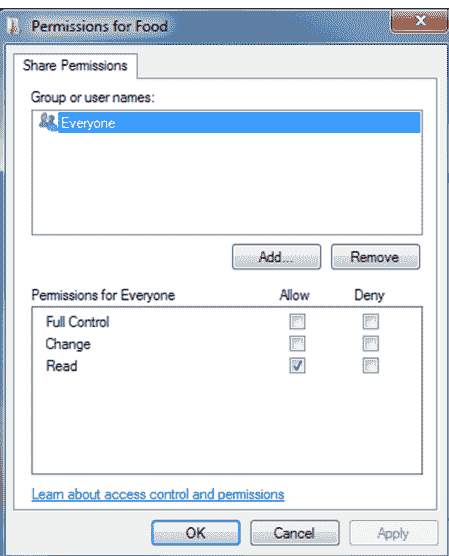 Permissions for Food
Share Permissions
Group or user names:
Everyone
Add...
Remove
Permissions for Everyone
Allow
Deny
Full Control
Change
Read
Learn about access control and permissions
OK
Cancel
Apply